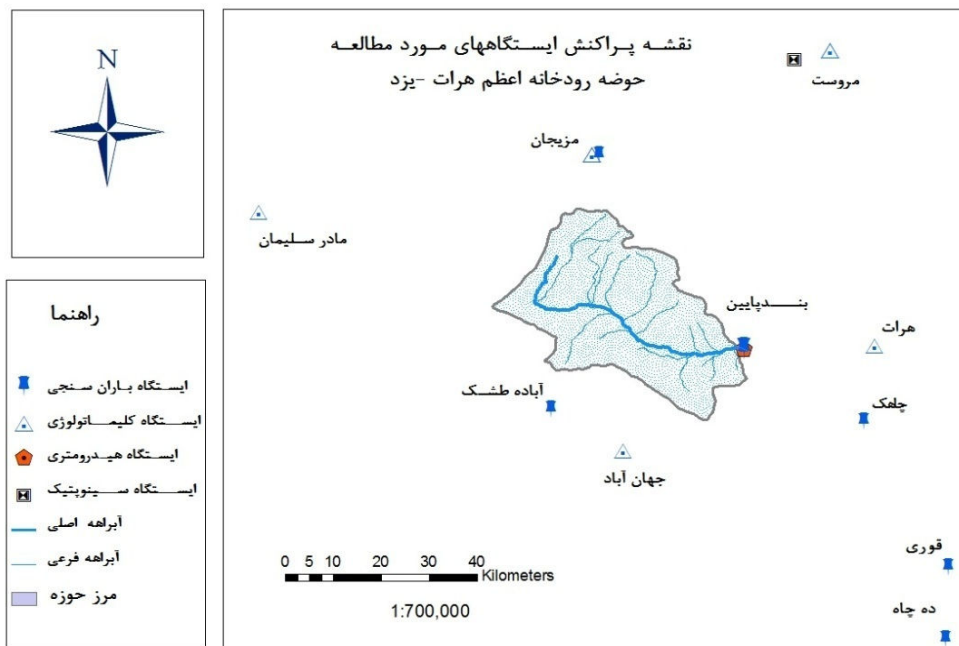 N
نقشه پراکنش ایستگاههای مورد مطالعه
حوضه رودخانه اعظم هرات -یزد
مروست
مزیجان
مادر سلیمان
بندپایین
هرات
آباده طشک
چاهک
جهان آباد
قوری
ده چاه
0 5 10 20 30 40
Kilometers
1:700,000
راهنما
ایستگاه باران سنجی
ایستگاه کلیماتولوژی
ایستگاه هیدرومتری
ایستگاه سینوپتیک
آبراهه اصلی
آبراهه فرعی
مرز حوزه